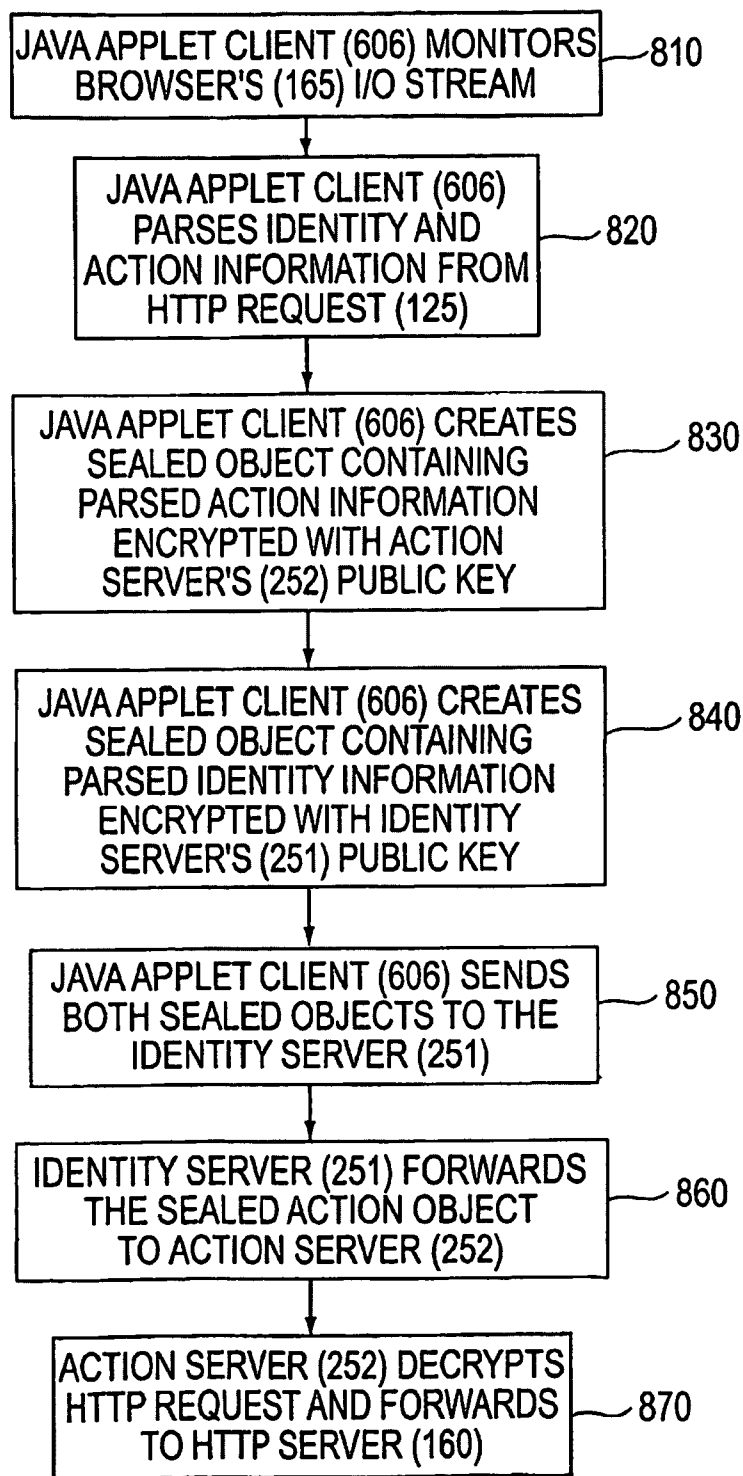 JAVA APPLET CLIENT (606) MONITORS
BROWSER'S (165) I/O STREAM
810
JAVA APPLET CLIENT (606)
PARSES IDENTITY AND
ACTION INFORMATION FROM
HTTP REQUEST (125)
820
JAVA APPLET CLIENT (606) CREATES
SEALED OBJECT CONTAINING
PARSED ACTION INFORMATION
ENCRYPTED WITH ACTION
SERVER'S (252) PUBLIC KEY
830
JAVA APPLET CLIENT (606) CREATES
SEALED OBJECT CONTAINING
PARSED IDENTITY INFORMATION
ENCRYPTED WITH IDENTITY
SERVER'S (251) PUBLIC KEY
840
JAVA APPLET CLIENT (606) SENDS
BOTH SEALED OBJECTS TO THE
IDENTITY SERVER (251)
850
IDENTITY SERVER (251) FORWARDS
THE SEALED ACTION OBJECT
TO ACTION SERVER (252)
860
ACTION SERVER (252) DECRYPTS
HTTP REQUEST AND FORWARDS
TO HTTP SERVER (160)
870